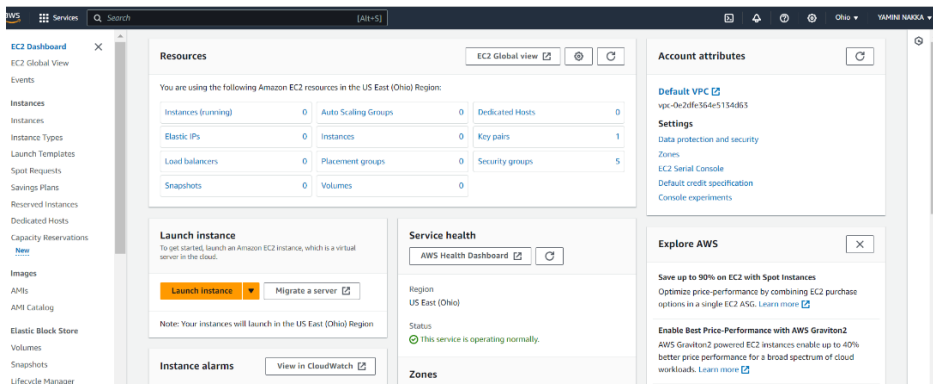 aws
Services
Search
[Alt+S]
Ohio
YAMINI NAKKA
EC2 Dashboard
EC2 Global View
Events
Instances
Instances
Instance Types
Launch Templates
Spot Requests
Savings Plans
Reserved Instances
Dedicated Hosts
Capacity Reservations
New
Images
AMIs
AMI Catalog
Elastic Block Store
Volumes
Snapshots
Lifecycle Manager
Resources
EC2 Global view
You are using the following Amazon EC2 resources in the US East (Ohio) Region:
Instances (running) 0
Auto Scaling Groups 0
Dedicated Hosts 0
Elastic IPs 0
Instances 0
Key pairs 1
Load balancers 0
Placement groups 0
Security groups 5
Snapshots 0
Volumes 0
Launch instance
To get started, launch an Amazon EC2 instance, which is a virtual
server in the cloud.
Launch instance
Migrate a server
Note: Your instances will launch in the US East (Ohio) Region
Instance alarms
View in CloudWatch
Service health
AWS Health Dashboard
Region
US East (Ohio)
Status
This service is operating normally.
Zones
Account attributes
Default VPC
vpc-0e2dfe364e5134d63
Settings
Data protection and security
Zones
EC2 Serial Console
Default credit specification
Console experiments
Explore AWS
Save up to 90% on EC2 with Spot Instances
Optimize price-performance by combining EC2 purchase
options in a single EC2 ASG. Learn more
Enable Best Price-Performance with AWS Graviton2
AWS Graviton2 powered EC2 instances enable up to 40%
better price performance for a broad spectrum of cloud
workloads. Learn more